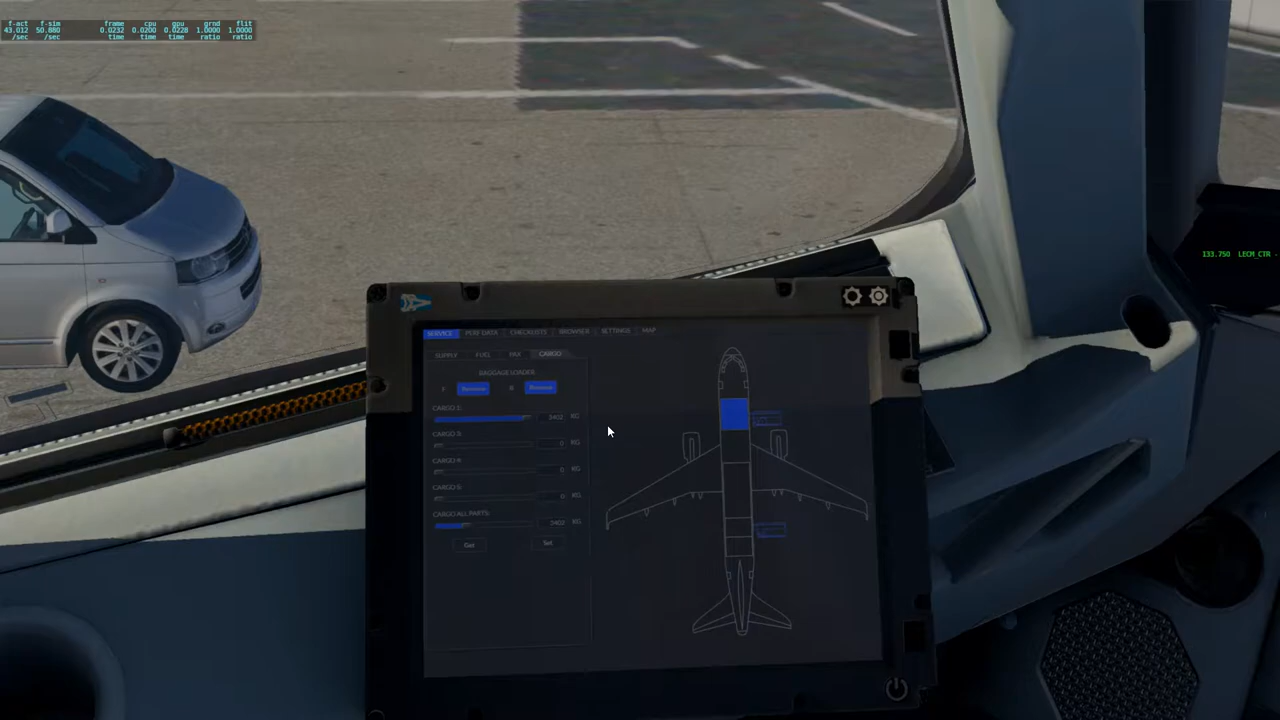 f-act f-sim frame cpu gpu grnd flit
43.012 50.880 0.0232 0.0200 0.0228 1.0000 1.0000
/sec /sec time time time ratio ratio
133.750 LECM_CTR -
SERVICE PERF DATA CHECKLISTS BROWSER SETTINGS MAP
SUPPLY FUEL PAX CARGO
BAGGAGE LOADER
F Remove B Remove
CARGO 1:
3402 KG
CARGO 3:
0 KG
CARGO 4:
0 KG
CARGO 5:
0 KG
CARGO ALL PARTS:
3402 KG
Get Set